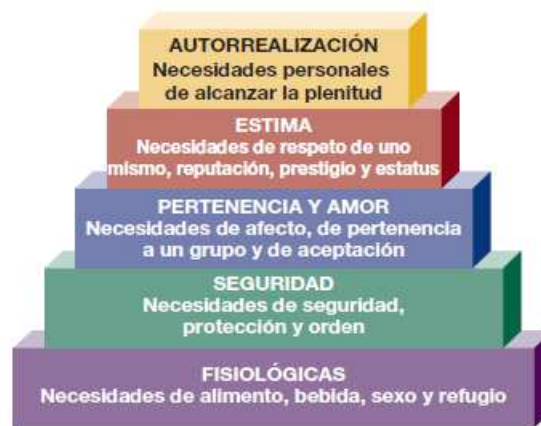 AUTORREALIZACIÓN
Necesidades personales
de alcanzar la plenitud
ESTIMA
Necesidades de respeto de uno
mismo, reputación, prestigio y estatus
PERTENENCIA Y AMOR
Necesidades de afecto, de pertenencia
a un grupo y de aceptación
SEGURIDAD
Necesidades de seguridad,
protección y orden
FISIOLÓGICAS
Necesidades de alimento, bebida, sexo y refugio